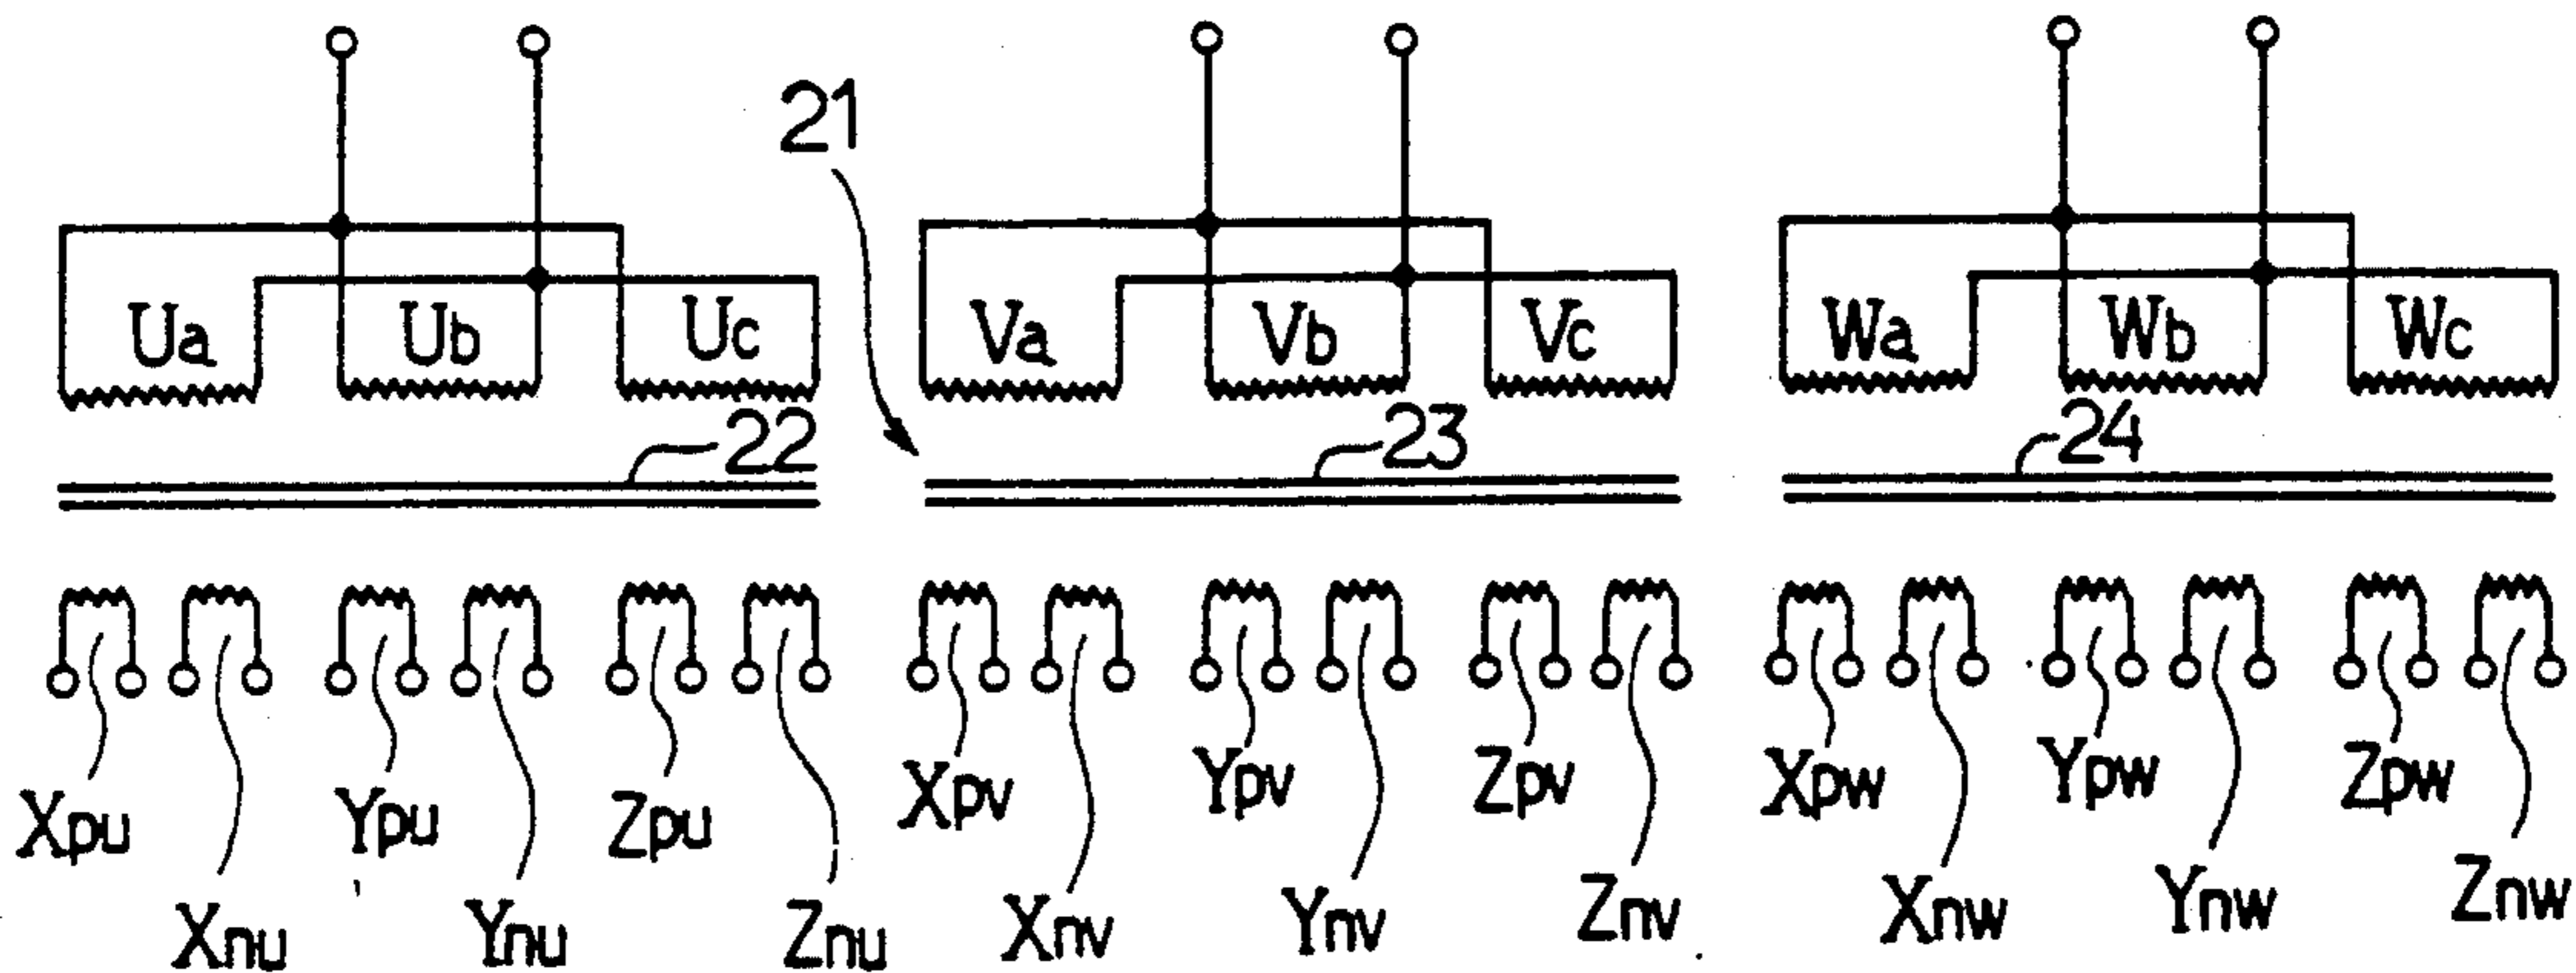 21
Ua Ub Uc Va Vb Vc Wa Wb Wc
22 23 24
Xpu Ypu Zpu Xpv Ypv Zpv Xpw Ypw Zpw
Xnu Ynu Znu Xnv Ynv Znv Xnw Ynw Znw